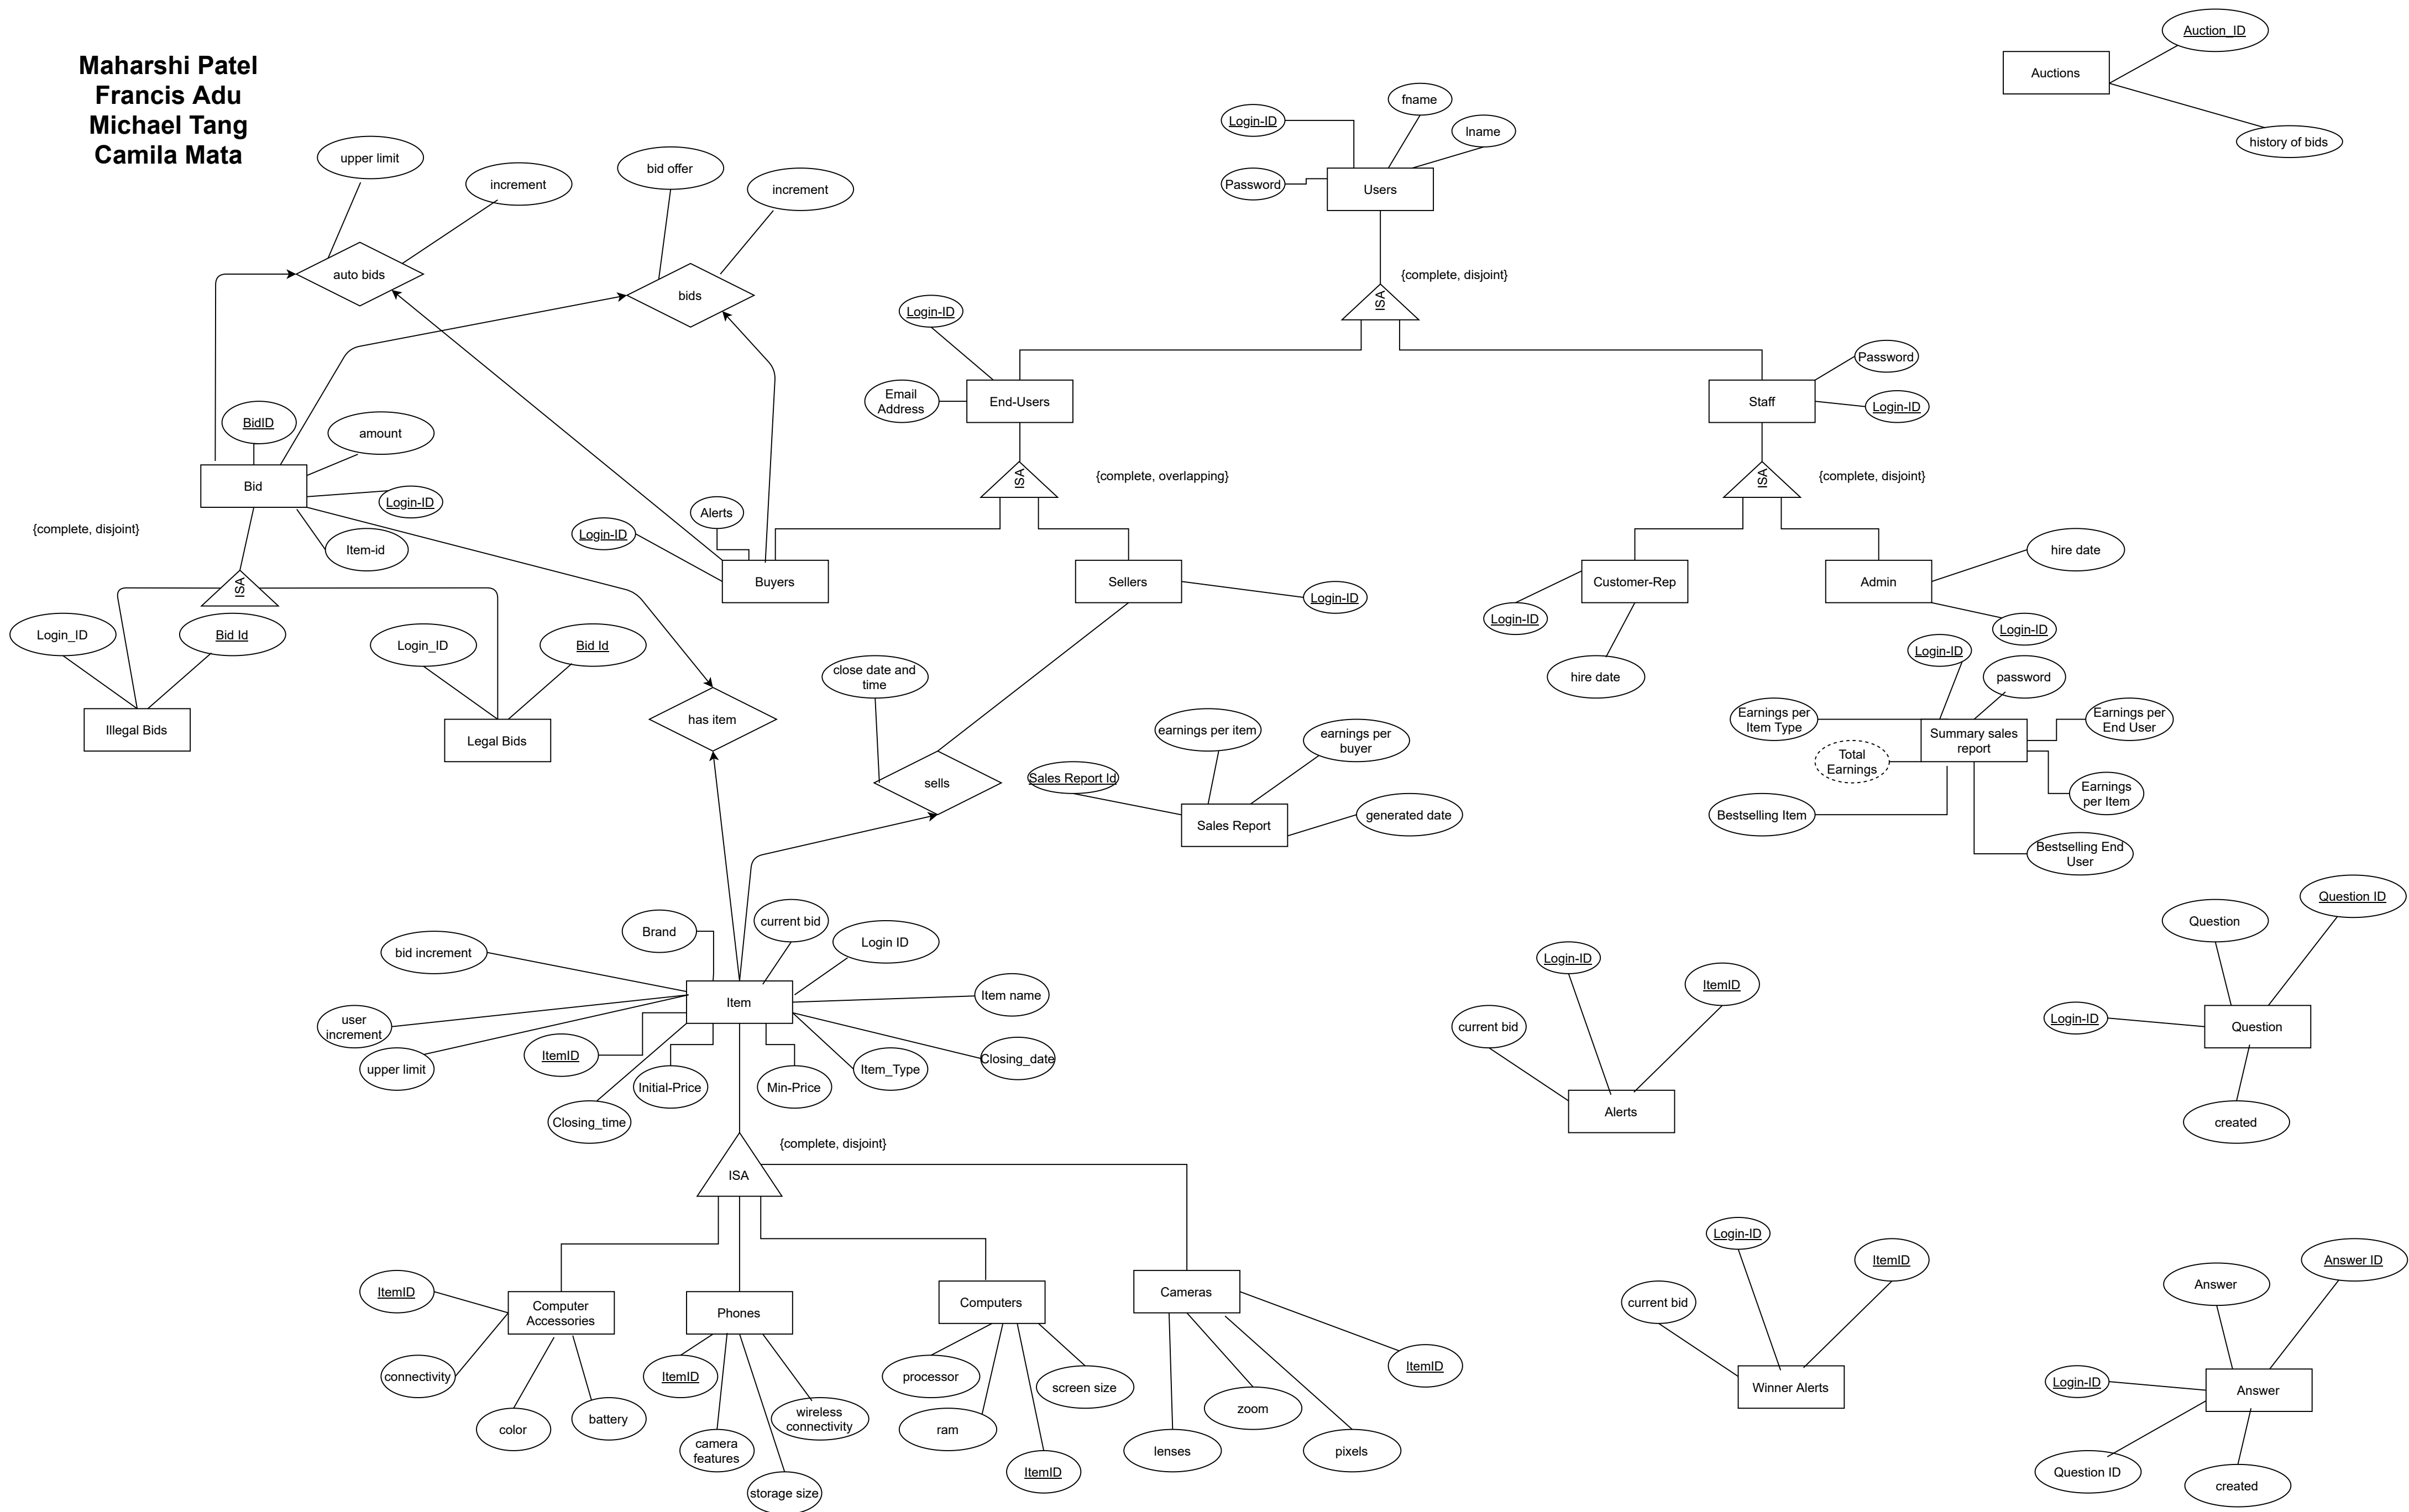 Maharshi Patel
Francis Adu
Michael Tang
Camila Mata
Auction_ID
Auctions
history of bids
fname
Login-ID
lname
Password
Users
{complete, disjoint}
ISA
upper limit
increment
bid offer
increment
auto bids
bids
Login-ID
Email
Address
End-Users
Password
Staff
Login-ID
BidID
amount
Bid
Login-ID
Item-id
{complete, disjoint}
ISA
Login_ID
Bid Id
Login_ID
Bid Id
Illegal Bids
Legal Bids
ISA
{complete, overlapping}
ISA
{complete, disjoint}
Alerts
Login-ID
Buyers
Sellers
Login-ID
Customer-Rep
Login-ID
hire date
Admin
hire date
Login-ID
has item
close date and
time
sells
earnings per item
earnings per
buyer
Sales Report Id
Sales Report
generated date
Login-ID
password
Earnings per
Item Type
Summary sales
report
Earnings per
End User
Total
Earnings
Earnings
per Item
Bestselling Item
Bestselling End
User
Brand
current bid
bid increment
Login ID
Item
Item name
user
increment
upper limit
ItemID
Closing_date
Item_Type
Initial-Price
Min-Price
Closing_time
{complete, disjoint}
ISA
Question ID
Question
Login-ID
Question
created
Login-ID
ItemID
current bid
Alerts
ItemID
Computer
Accessories
connectivity
color
battery
Phones
ItemID
camera
features
wireless
connectivity
storage size
Computers
processor
screen size
ram
ItemID
Cameras
ItemID
zoom
lenses
pixels
Login-ID
ItemID
current bid
Winner Alerts
Answer ID
Answer
Login-ID
Answer
Question ID
created